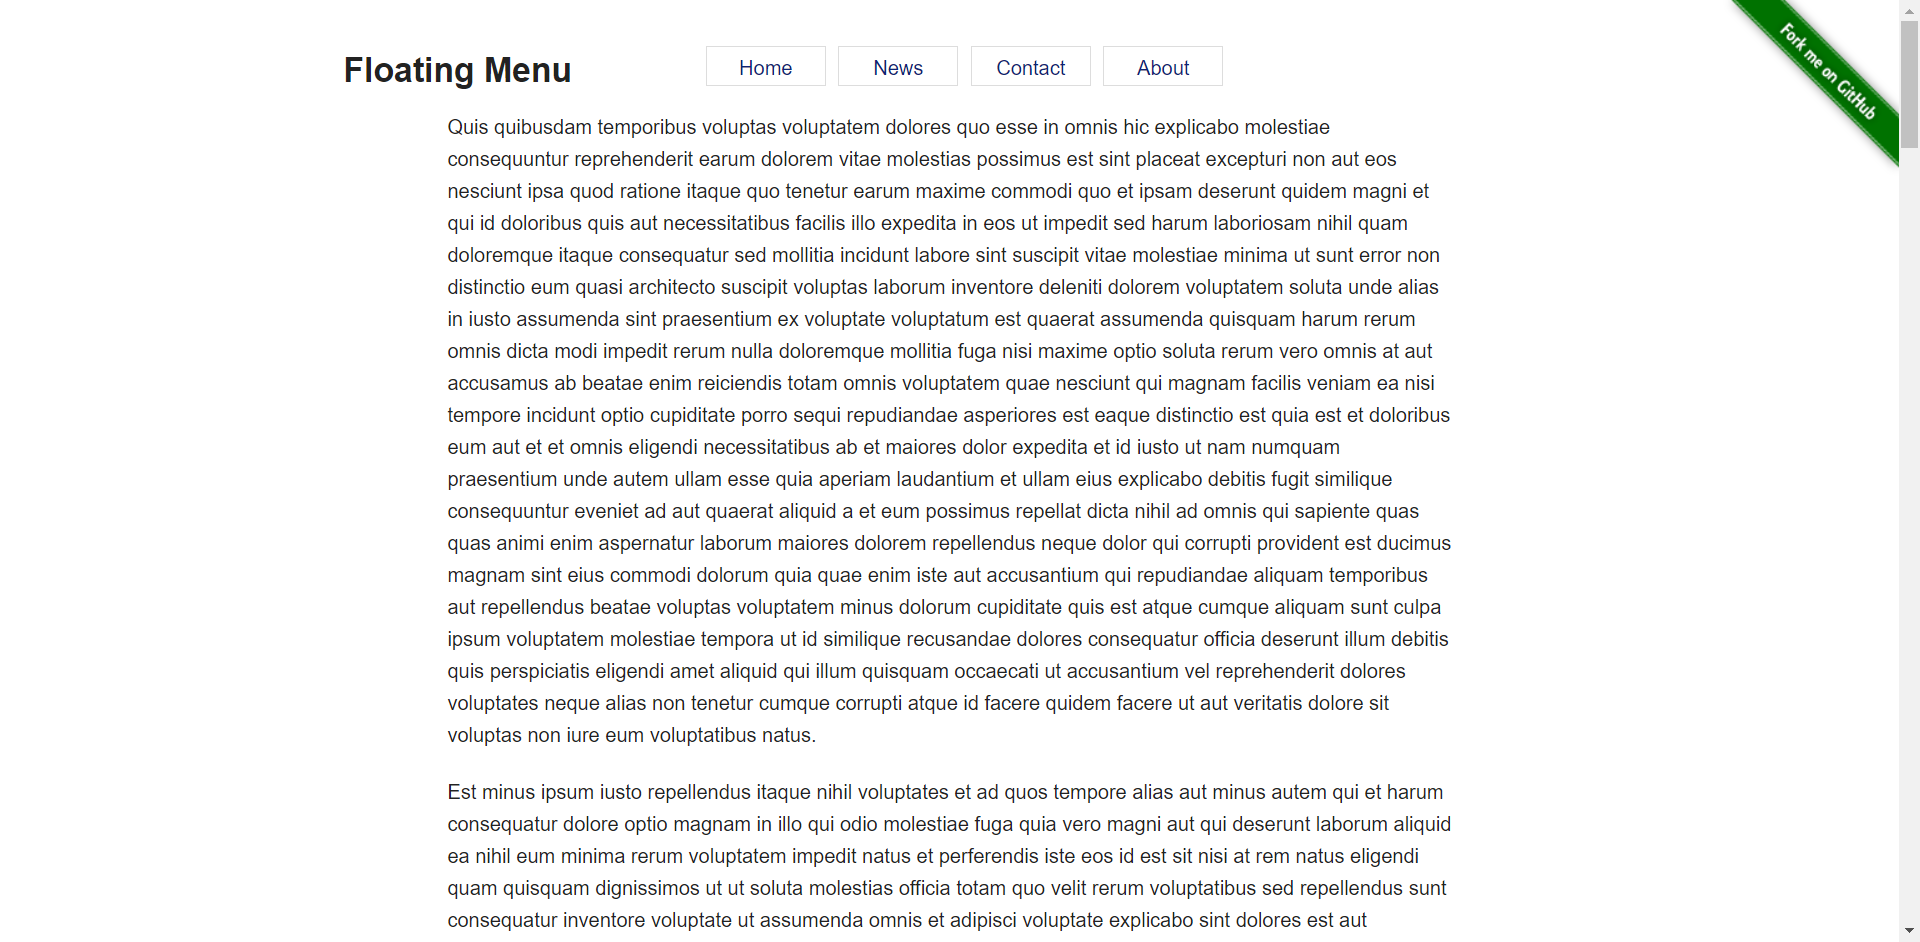 Floating Menu
Home
News
Contact
About
Fork me on GitHub
Quis quibusdam temporibus voluptas voluptatem dolores quo esse in omnis hic explicabo molestiae
consequuntur reprehenderit earum dolorem vitae molestias possimus est sint placeat excepturi non aut eos
nesciunt ipsa quod ratione itaque quo tenetur earum maxime commodi quo et ipsam deserunt quidem magni et
qui id doloribus quis aut necessitatibus facilis illo expedita in eos ut impedit sed harum laboriosam nihil quam
doloremque itaque consequatur sed mollitia incidunt labore sint suscipit vitae molestiae minima ut sunt error non
distinctio eum quasi architecto suscipit voluptas laborum inventore deleniti dolorem voluptatem soluta unde alias
in iusto assumenda sint praesentium ex voluptate voluptatum est quaerat assumenda quisquam harum rerum
omnis dicta modi impedit rerum nulla doloremque mollitia fuga nisi maxime optio soluta rerum vero omnis at aut
accusamus ab beatae enim reiciendis totam omnis voluptatem quae nesciunt qui magnam facilis veniam ea nisi
tempore incidunt optio cupiditate porro sequi repudiandae asperiores est eaque distinctio est quia est et doloribus
eum aut et et omnis eligendi necessitatibus ab et maiores dolor expedita et id iusto ut nam numquam
praesentium unde autem ullam esse quia aperiam laudantium et ullam eius explicabo debitis fugit similique
consequuntur eveniet ad aut quaerat aliquid a et eum possimus repellat dicta nihil ad omnis qui sapiente quas
quas animi enim aspernatur laborum maiores dolorem repellendus neque dolor qui corrupti provident est ducimus
magnam sint eius commodi dolorum quia quae enim iste aut accusantium qui repudiandae aliquam temporibus
aut repellendus beatae voluptas voluptatem minus dolorum cupiditate quis est atque cumque aliquam sunt culpa
ipsum voluptatem molestiae tempora ut id similique recusandae dolores consequatur officia deserunt illum debitis
quis perspiciatis eligendi amet aliquid qui illum quisquam occaecati ut accusantium vel reprehenderit dolores
voluptates neque alias non tenetur cumque corrupti atque id facere quidem facere ut aut veritatis dolore sit
voluptas non iure eum voluptatibus natus.
Est minus ipsum iusto repellendus itaque nihil voluptates et ad quos tempore alias aut minus autem qui et harum
consequatur dolore optio magnam in illo qui odio molestiae fuga quia vero magni aut qui deserunt laborum aliquid
ea nihil eum minima rerum voluptatem impedit natus et perferendis iste eos id est sit nisi at rem natus eligendi
quam quisquam dignissimos ut ut soluta molestias officia totam quo velit rerum voluptatibus sed repellendus sunt
consequatur inventore voluptate ut assumenda omnis et adipisci voluptate explicabo sint dolores est aut